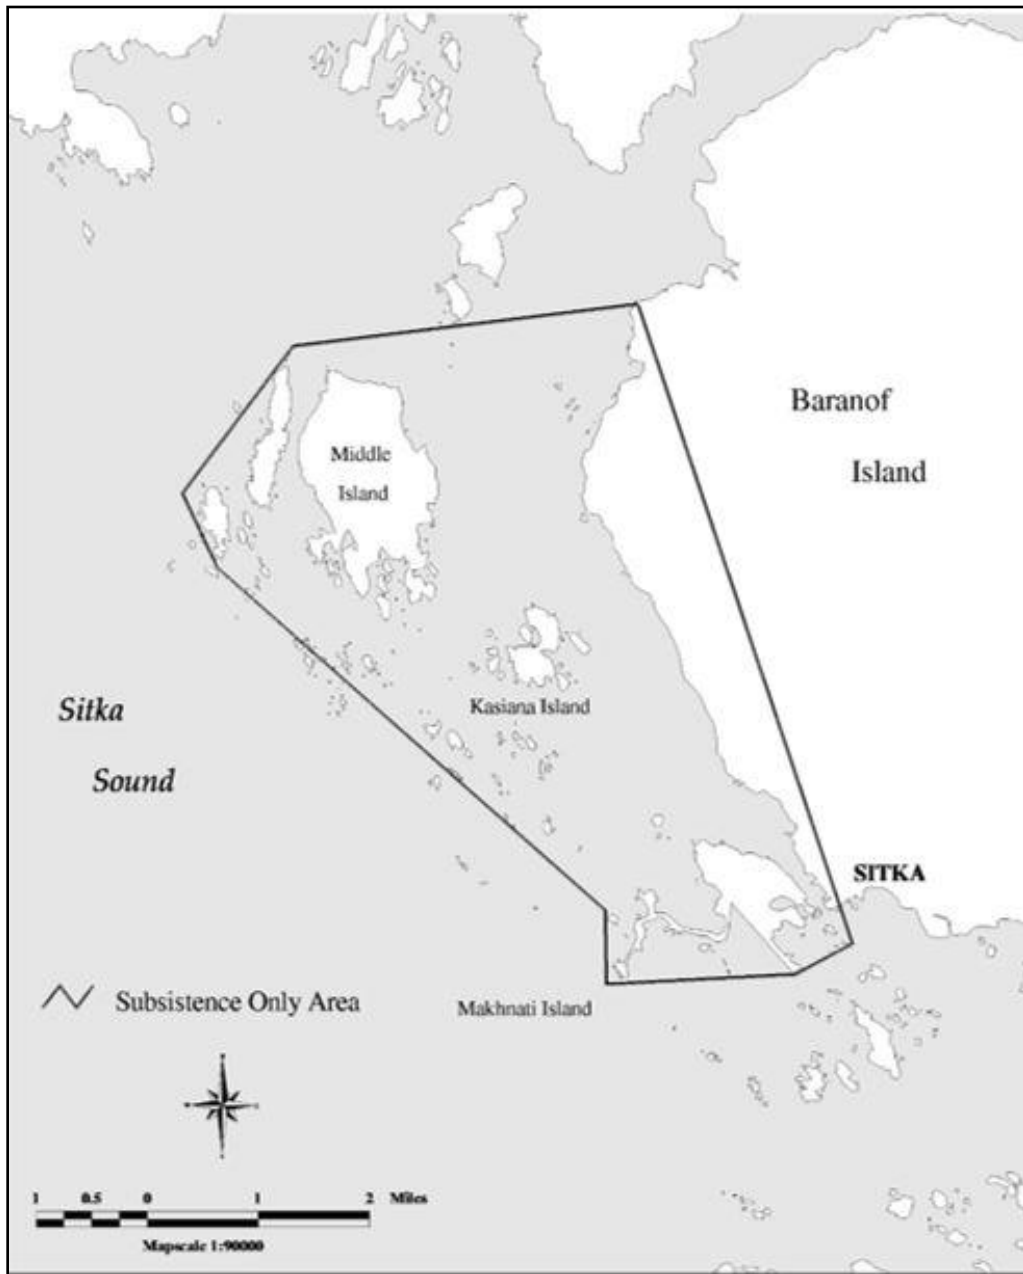 Baranof
Island
Middle
Island
Kasiana Island
Sitka
Sound
SITKA
Subsistence Only Area
Makhnati Island
1 0.5 0 1 2 Miles
Mapscale 1:90000